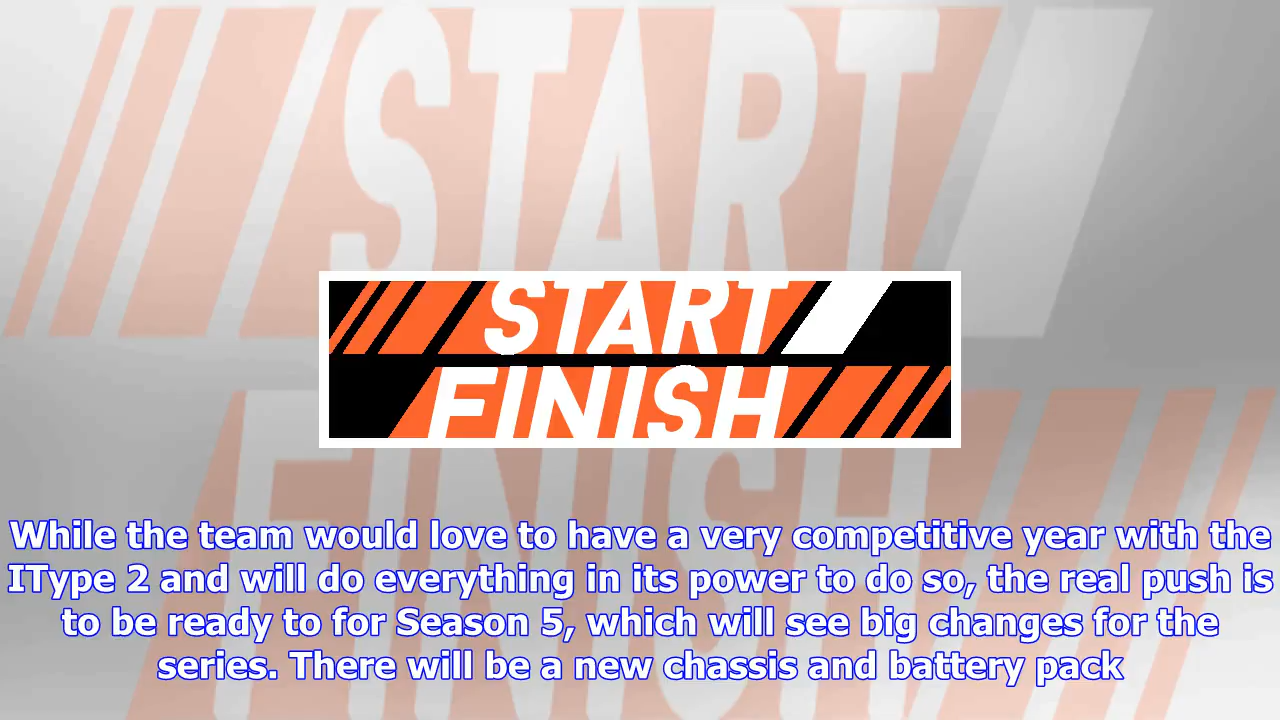 START
FINISH
START
FINISH
While the team would love to have a very competitive year with the
IType 2 and will do everything in its power to do so, the real push is
to be ready to for Season 5, which will see big changes for the
series. There will be a new chassis and battery pack